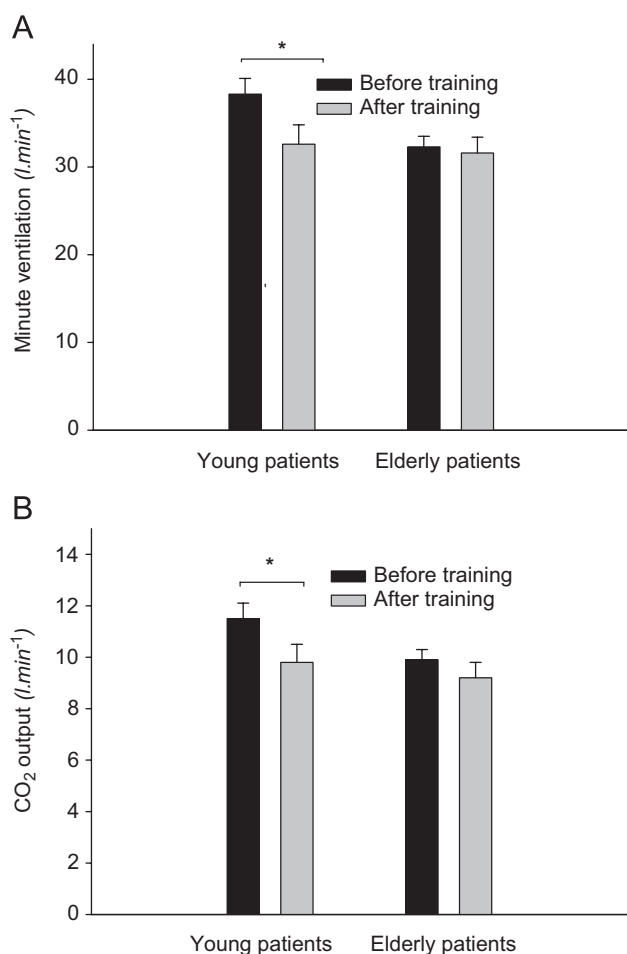 A
*
Before training
After training
40
30
20
10
0
Minute ventilation (l.min⁻¹)
Young patients Elderly patients
B
*
Before training
After training
14
12
10
8
6
4
2
0
CO₂ output (l.min⁻¹)
Young patients Elderly patients